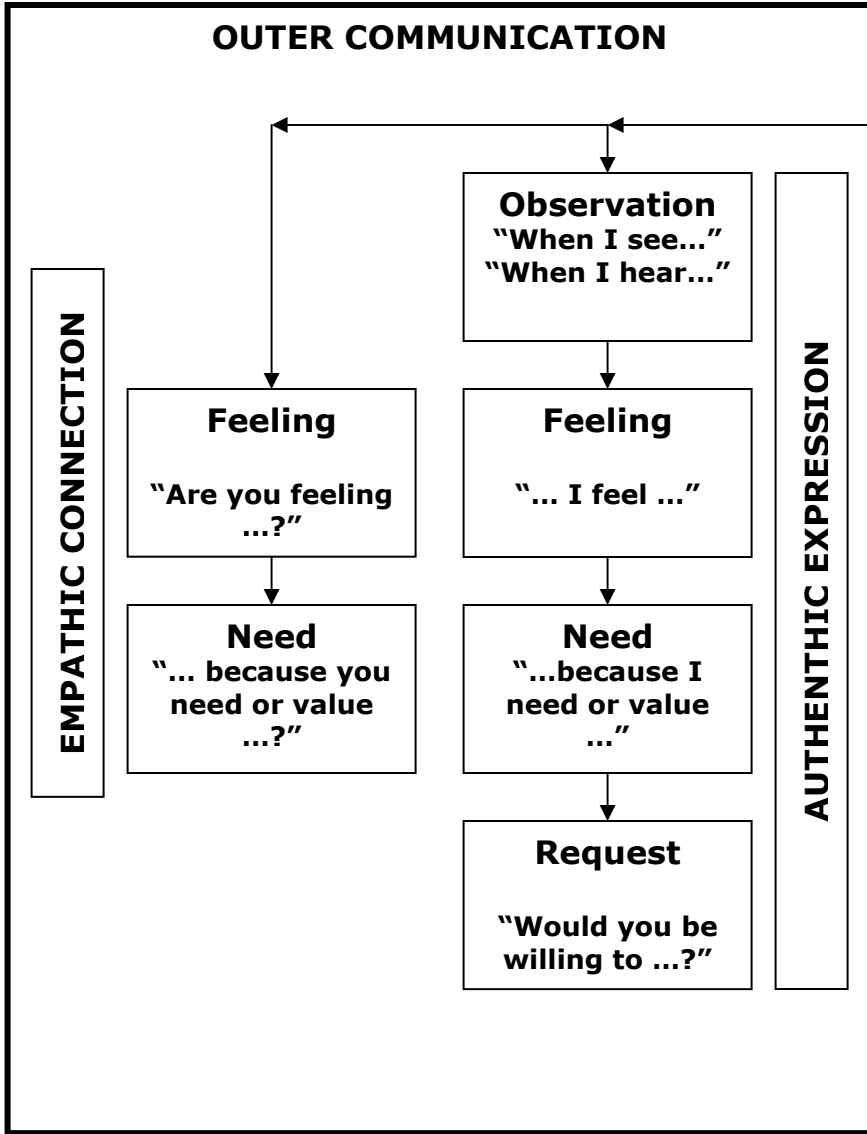 OUTER COMMUNICATION
EMPATHIC CONNECTION
Feeling
“Are you feeling
...?”
Need
“... because you
need or value
...?”
Observation
“When I see...”
“When I hear...”
Feeling
“... I feel ...”
Need
“...because I
need or value
...”
Request
“Would you be
willing to ...?”
AUTHENTHIC EXPRESSION